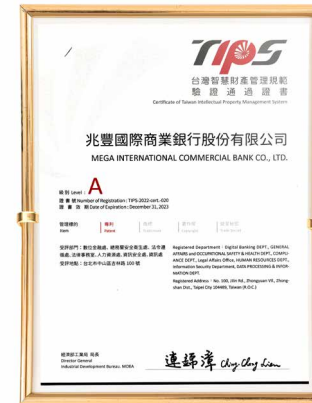 TIPS
台灣智慧財產管理規範
驗證通過證書
Certificate of Taiwan Intellectual Property Management System
兆豐國際商業銀行股份有限公司
MEGA INTERNATIONAL COMMERCIAL BANK CO., LTD.
級別 Level : A
證書號 Number of Registration : TIPS-2022-cert.-020
證書效期 Date of Expiration : December 31, 2023
管理標的 專利 商標 著作權 營業秘密
Item Patent Trademark Copyright Trade Secret
受評部門：數位金融處、總務暨安全衛生處、法令遵
循處、法律事務室、人力資源處、資訊安全處、資訊處
受評地點：台北市中山區吉林路 100 號
Registered Department : Digital Banking DEPT., GENERAL
AFFAIRS and OCCUPATIONAL SAFETY & HEALTH DEPT., COMPLI-
ANCE DEPT., Legal Affairs Office, HUMAN RESOURCES DEPT.,
Information Security Department, DATA PROCESSING & INFOR-
MATION DEPT.
Registered Address : No. 100, Jilin Rd., Zhongquan Vil., Zhong-
shan Dist., Taipei City 104489, Taiwan (R.O.C.)
經濟部工業局 局長
Director General
Industrial Development Bureau, MOEA
連錦漳